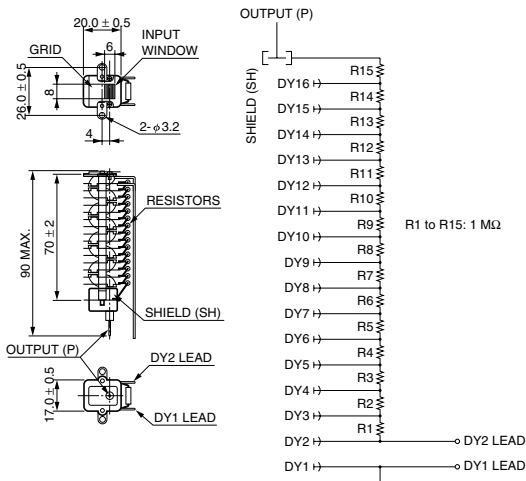 20.0 ± 0.5
INPUT
WINDOW
6
GRID
26.0 ± 0.5
8
4
2- φ3.2
RESISTORS
90 MAX.
70 ± 2
SHIELD (SH)
OUTPUT (P)
DY2 LEAD
17.0 ± 0.5
DY1 LEAD
OUTPUT (P)
SHIELD (SH)
R15
DY16
R14
DY15
R13
DY14
R12
DY13
R11
DY12
R10
DY11
R9
R1 to R15: 1 MΩ
DY10
R8
DY9
R7
DY8
R6
DY7
R5
DY6
R4
DY5
R3
DY4
R2
DY3
R1
DY2
DY2 LEAD
DY1
DY1 LEAD